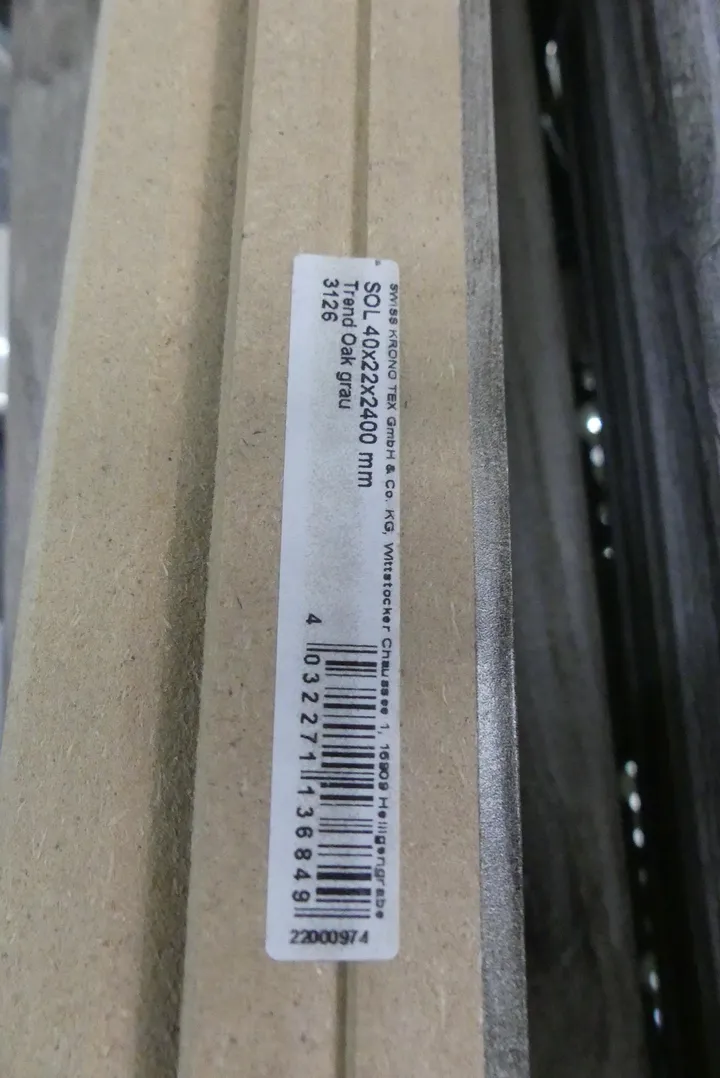 SWISS KRONO TEX GmbH & Co. KG, Wittstocker Chaussee 1, 16909 Heiligengrabe
SOL 40x22x2400 mm
Trend Oak grau
3126
4 032271 136849
22000974